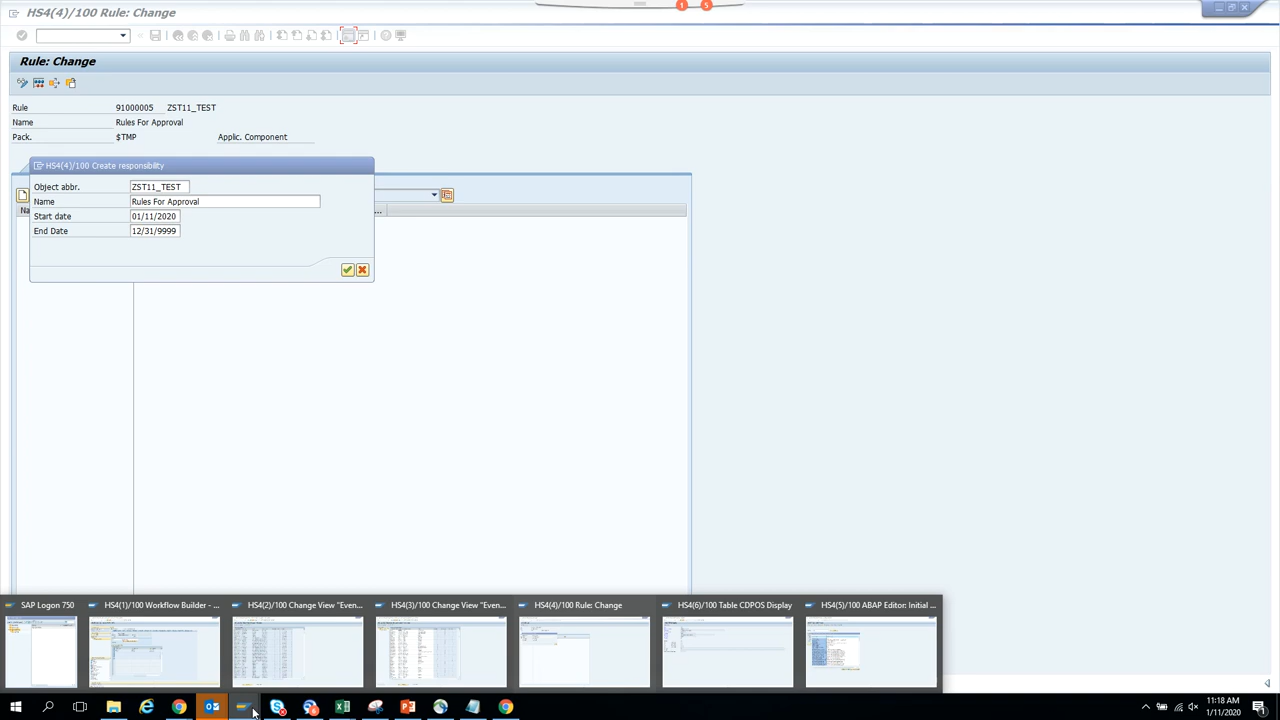 HS4(4)/100 Rule: Change
1 5
Rule: Change
Rule 91000005 ZST11_TEST
Name Rules For Approval
Pack. $TMP Applic. Component
HS4(4)/100 Create responsibility
Object abbr. ZST11_TEST
Name Rules For Approval
Start date 01/11/2020
End Date 12/31/9999
Na
...
SAP Logon 750
HS4(1)/100 Workflow Builder - ...
HS4(2)/100 Change View "Even...
HS4(3)/100 Change View "Even...
HS4(4)/100 Rule: Change
HS4(6)/100 Table CDPOS Display
HS4(5)/100 ABAP Editor: Initial ...
11:18 AM
1/11/2020